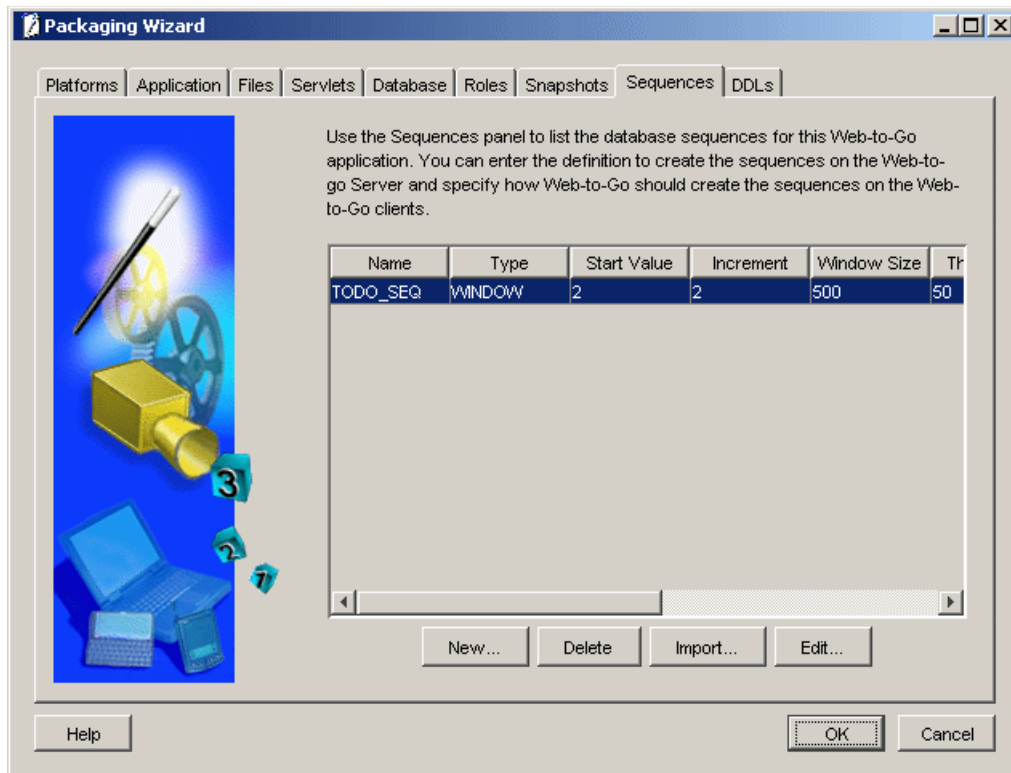 Packaging Wizard
Platforms Application Files Servlets Database Roles Snapshots Sequences DDLs
Use the Sequences panel to list the database sequences for this Web-to-Go
application. You can enter the definition to create the sequences on the Web-to-
go Server and specify how Web-to-Go should create the sequences on the Web-
to-Go clients.
Name Type Start Value Increment Window Size Th
TODO_SEQ WINDOW 2 2 500 50
3
2
1
New... Delete Import... Edit...
Help OK Cancel